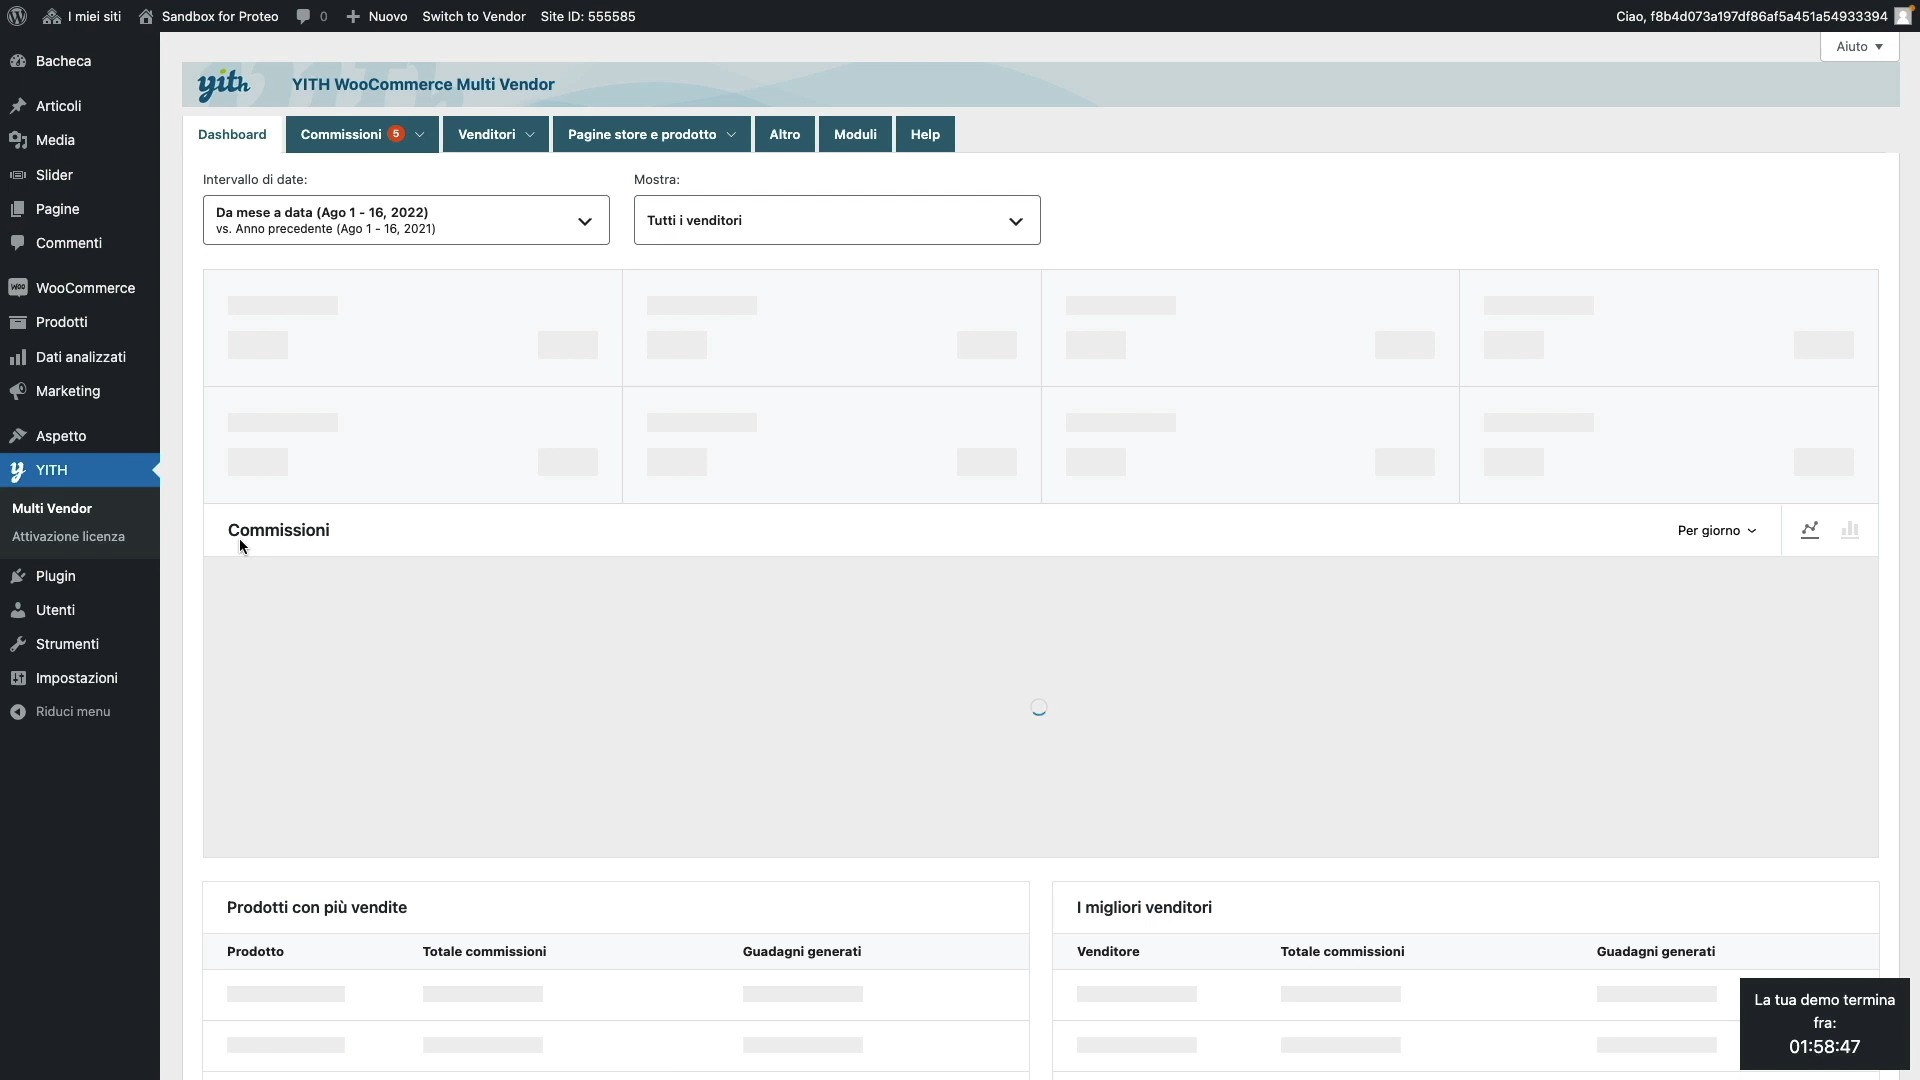 I miei siti
Sandbox for Proteo
0
Nuovo
Switch to Vendor
Site ID: 555585
Ciao, f8b4d073a197df86af5a451a54933394
Aiuto
Bacheca
Articoli
Media
Slider
Pagine
Commenti
WooCommerce
Prodotti
Dati analizzati
Marketing
Aspetto
YITH
Multi Vendor
Attivazione licenza
Plugin
Utenti
Strumenti
Impostazioni
Riduci menu
yith
YITH WooCommerce Multi Vendor
Dashboard
Commissioni 5
Venditori
Pagine store e prodotto
Altro
Moduli
Help
Intervallo di date:
Da mese a data (Ago 1 - 16, 2022)
vs. Anno precedente (Ago 1 - 16, 2021)
Mostra:
Tutti i venditori
Commissioni
Per giorno
Prodotti con più vendite
Prodotto
Totale commissioni
Guadagni generati
I migliori venditori
Venditore
Totale commissioni
Guadagni generati
La tua demo termina
fra:
01:58:47